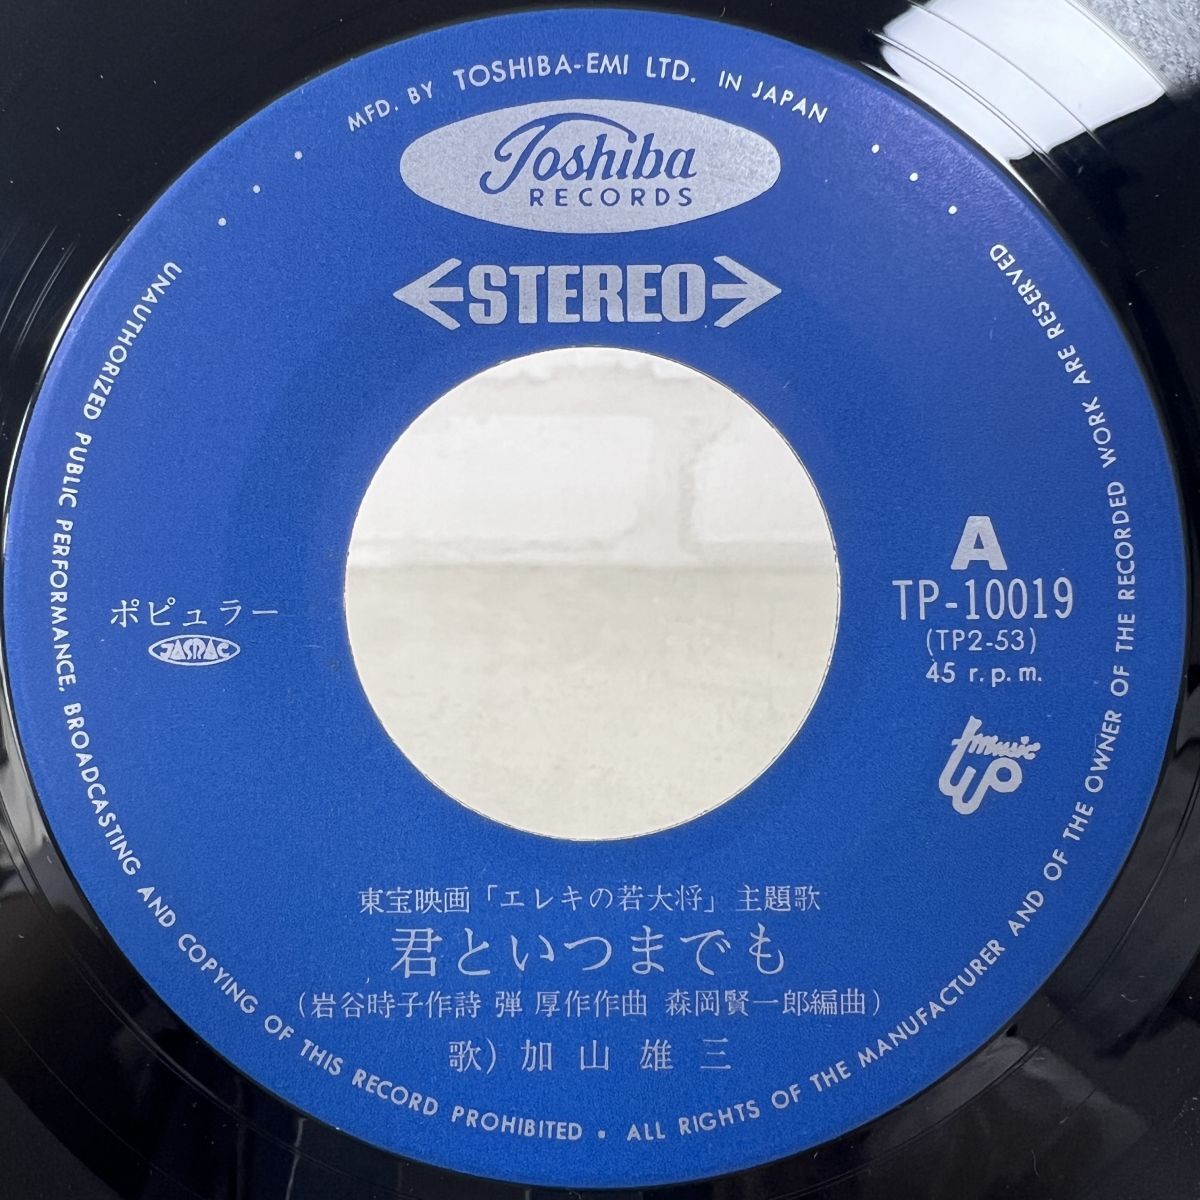 MFD. BY TOSHIBA-EMI LTD. IN JAPAN
Toshiba
RECORDS
STEREO
ポピュラー
JASRAC
A
TP-10019
(TP2-53)
45 r.p.m.
music
UP
東宝映画「エレキの若大将」主題歌
君といつまでも
(岩谷時子作詩 弾 厚作作曲 森岡賢一郎編曲)
歌) 加山雄三
UNAUTHORIZED PUBLIC PERFORMANCE, BROADCASTING AND COPYING OF THIS RECORD PROHIBITED • ALL RIGHTS OF THE MANUFACTURER AND OF THE OWNER OF THE RECORDED WORK ARE RESERVED